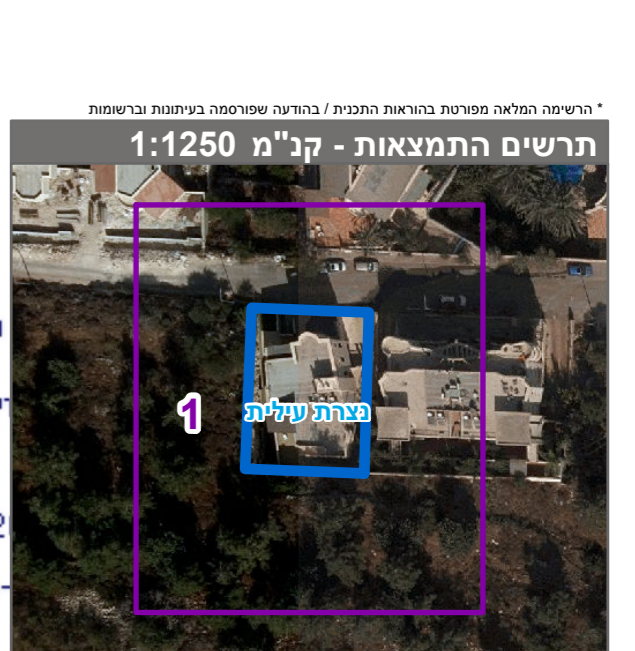 * הרשימה המלאה מפורטת בהוראות התכנית / בהודעה שפורסמה בעיתונות וברשומות
תרשים התמצאות - קנ"מ 1:1250
1
נצרת עילית